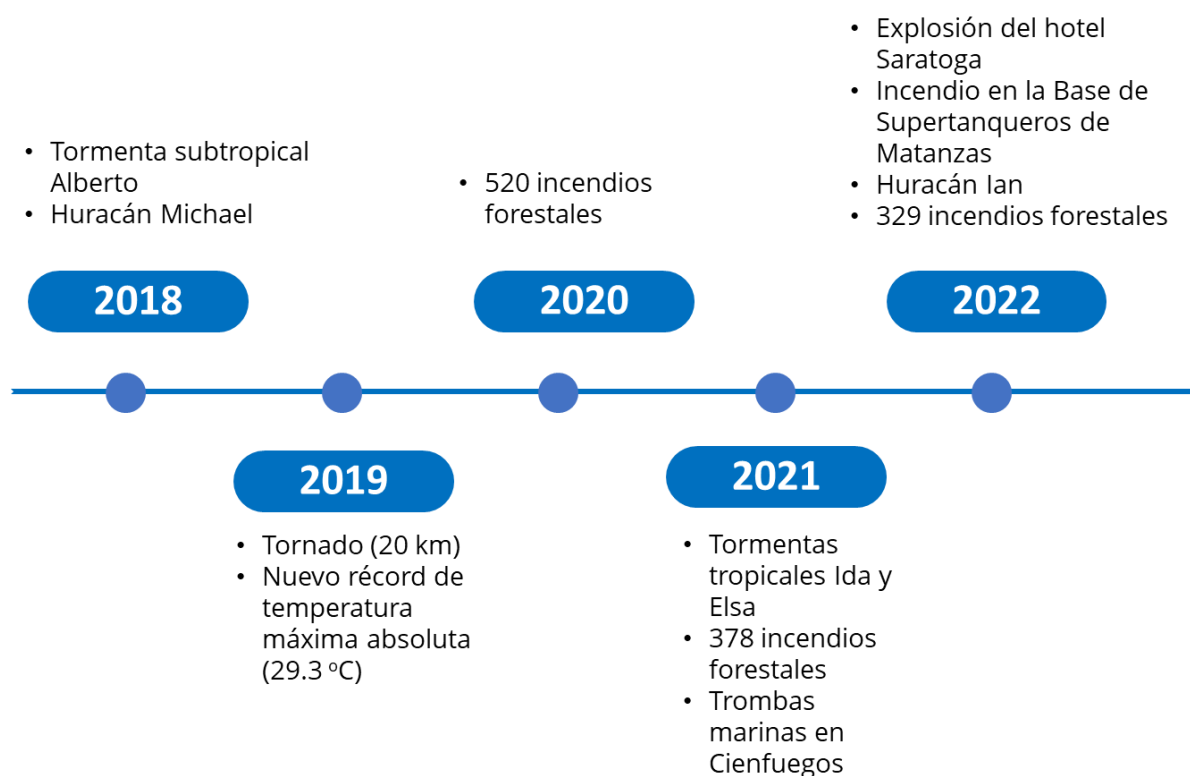 • Tormenta subtropical
Alberto
• Huracán Michael
2018
• Tornado (20 km)
• Nuevo récord de
temperatura
máxima absoluta
(29.3 ºC)
2019
• 520 incendios
forestales
2020
2021
• Tormentas
tropicales Ida y
Elsa
• 378 incendios
forestales
• Trombas
marinas en
Cienfuegos
• Explosión del hotel
Saratoga
• Incendio en la Base de
Supertanqueros de
Matanzas
• Huracán Ian
• 329 incendios forestales
2022